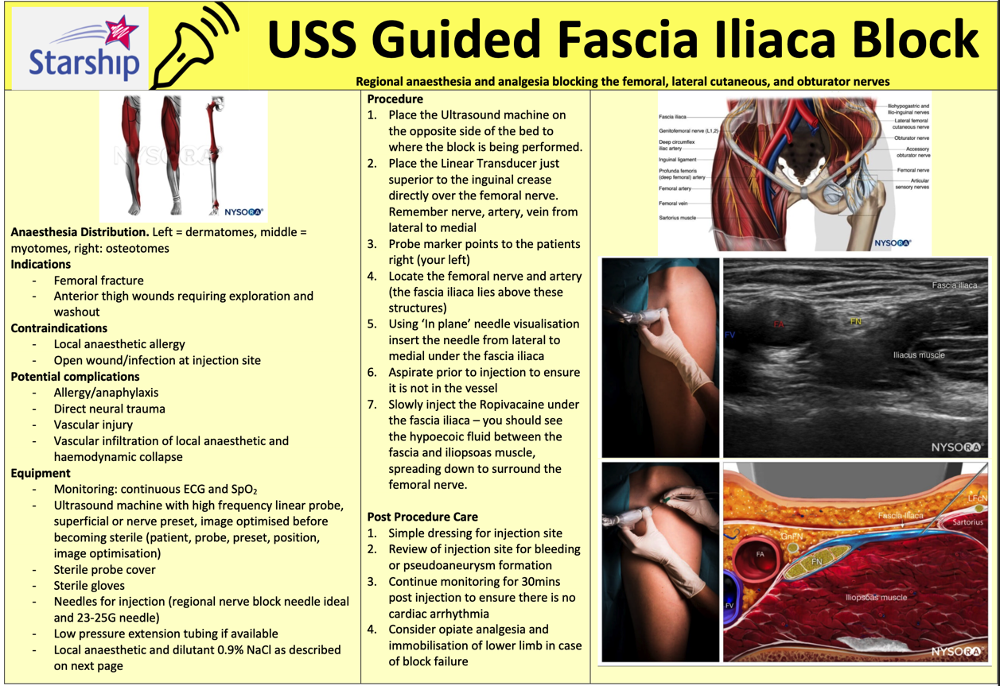 Starship
USS Guided Fascia Iliaca Block
Regional anaesthesia and analgesia blocking the femoral, lateral cutaneous, and obturator nerves
NYSORA
NYSORA®
Anaesthesia Distribution. Left = dermatomes, middle =
myotomes, right: osteotomes
Indications
- Femoral fracture
- Anterior thigh wounds requiring exploration and
washout
Contraindications
- Local anaesthetic allergy
- Open wound/infection at injection site
Potential complications
- Allergy/anaphylaxis
- Direct neural trauma
- Vascular injury
- Vascular infiltration of local anaesthetic and
haemodynamic collapse
Equipment
- Monitoring: continuous ECG and SpO₂
- Ultrasound machine with high frequency linear probe,
superficial or nerve preset, image optimised before
becoming sterile (patient, probe, preset, position,
image optimisation)
- Sterile probe cover
- Sterile gloves
- Needles for injection (regional nerve block needle ideal
and 23-25G needle)
- Low pressure extension tubing if available
- Local anaesthetic and dilutant 0.9% NaCl as described
on next page
Procedure
1. Place the Ultrasound machine on
the opposite side of the bed to
where the block is being performed.
2. Place the Linear Transducer just
superior to the inguinal crease
directly over the femoral nerve.
Remember nerve, artery, vein from
lateral to medial
3. Probe marker points to the patients
right (your left)
4. Locate the femoral nerve and artery
(the fascia iliaca lies above these
structures)
5. Using ‘In plane’ needle visualisation
insert the needle from lateral to
medial under the fascia iliaca
6. Aspirate prior to injection to ensure
it is not in the vessel
7. Slowly inject the Ropivacaine under
the fascia iliaca – you should see
the hypoecoic fluid between the
fascia and iliopsoas muscle,
spreading down to surround the
femoral nerve.
Post Procedure Care
1. Simple dressing for injection site
2. Review of injection site for bleeding
or pseudoaneurysm formation
3. Continue monitoring for 30mins
post injection to ensure there is no
cardiac arrhythmia
4. Consider opiate analgesia and
immobilisation of lower limb in case
of block failure
Fascia iliaca
Genitofemoral nerve (L1,2)
Deep circumflex
iliac artery
Inguinal ligament
Profunda femoris
(deep femoral) artery
Femoral artery
Femoral vein
Sartorius muscle
Iliohypogastric and
Ilio-inguinal nerves
Lateral femoral
cutaneous nerve
Obturator nerve
Accessory
obturator nerve
Femoral nerve
Articular
sensory nerves
NYSORA®
Fascia iliaca
FA
FN
FV
Iliacus muscle
NYSORA®
LFcN
Fascia Iliaca
Sartorius
GnFN
FA
FN
FV
Iliopsoas muscle
NYSORA®